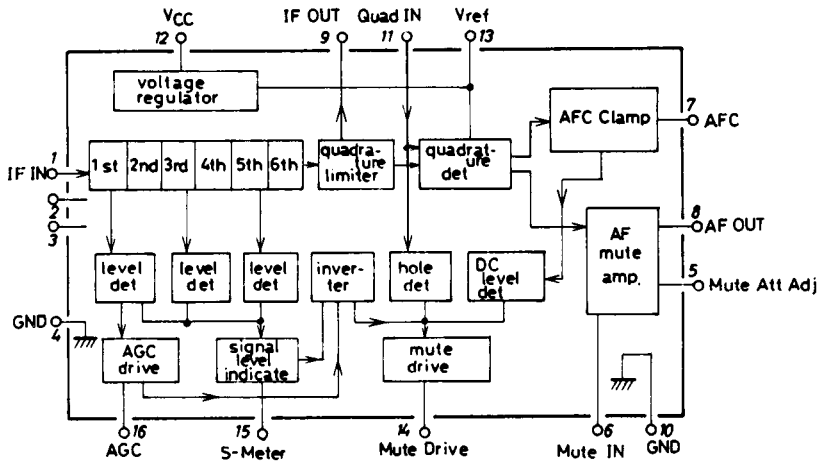 VCC
12
IF OUT
9
Quad IN
11
Vref
13
voltage
regulator
7
AFC
AFC Clamp
1
IF IN
1st
2nd
3rd
4th
5th
6th
quadra-
ture
limiter
quadrat-
ure
det
2
3
8
AF OUT
AF
mute
amp.
5
Mute Att Adj
level
det
level
det
level
det
inver-
ter
hole
det
DC
level
det
GND
4
AGC
drive
signal
level
indicate
mute
drive
16
AGC
15
S-Meter
14
Mute Drive
6
Mute IN
10
GND